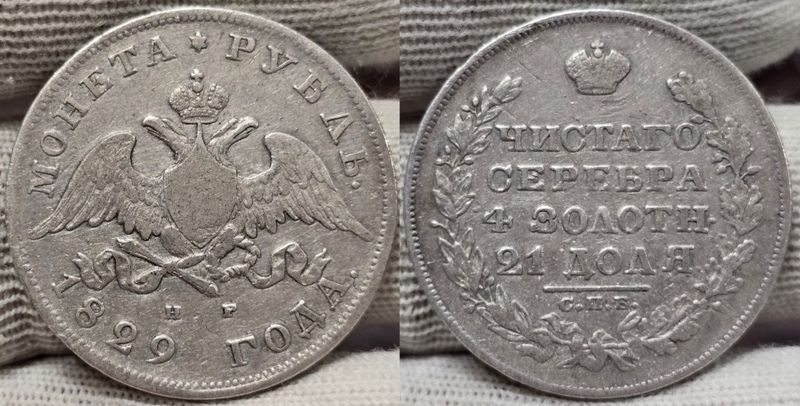 МОНЕТА ✶ РУБЛЬ.
1829 ГОДА.
Н Г
ЧИСТАГО
СЕРЕБРА
4 ЗОЛОТН
21 ДОЛЯ
С.П.Б.